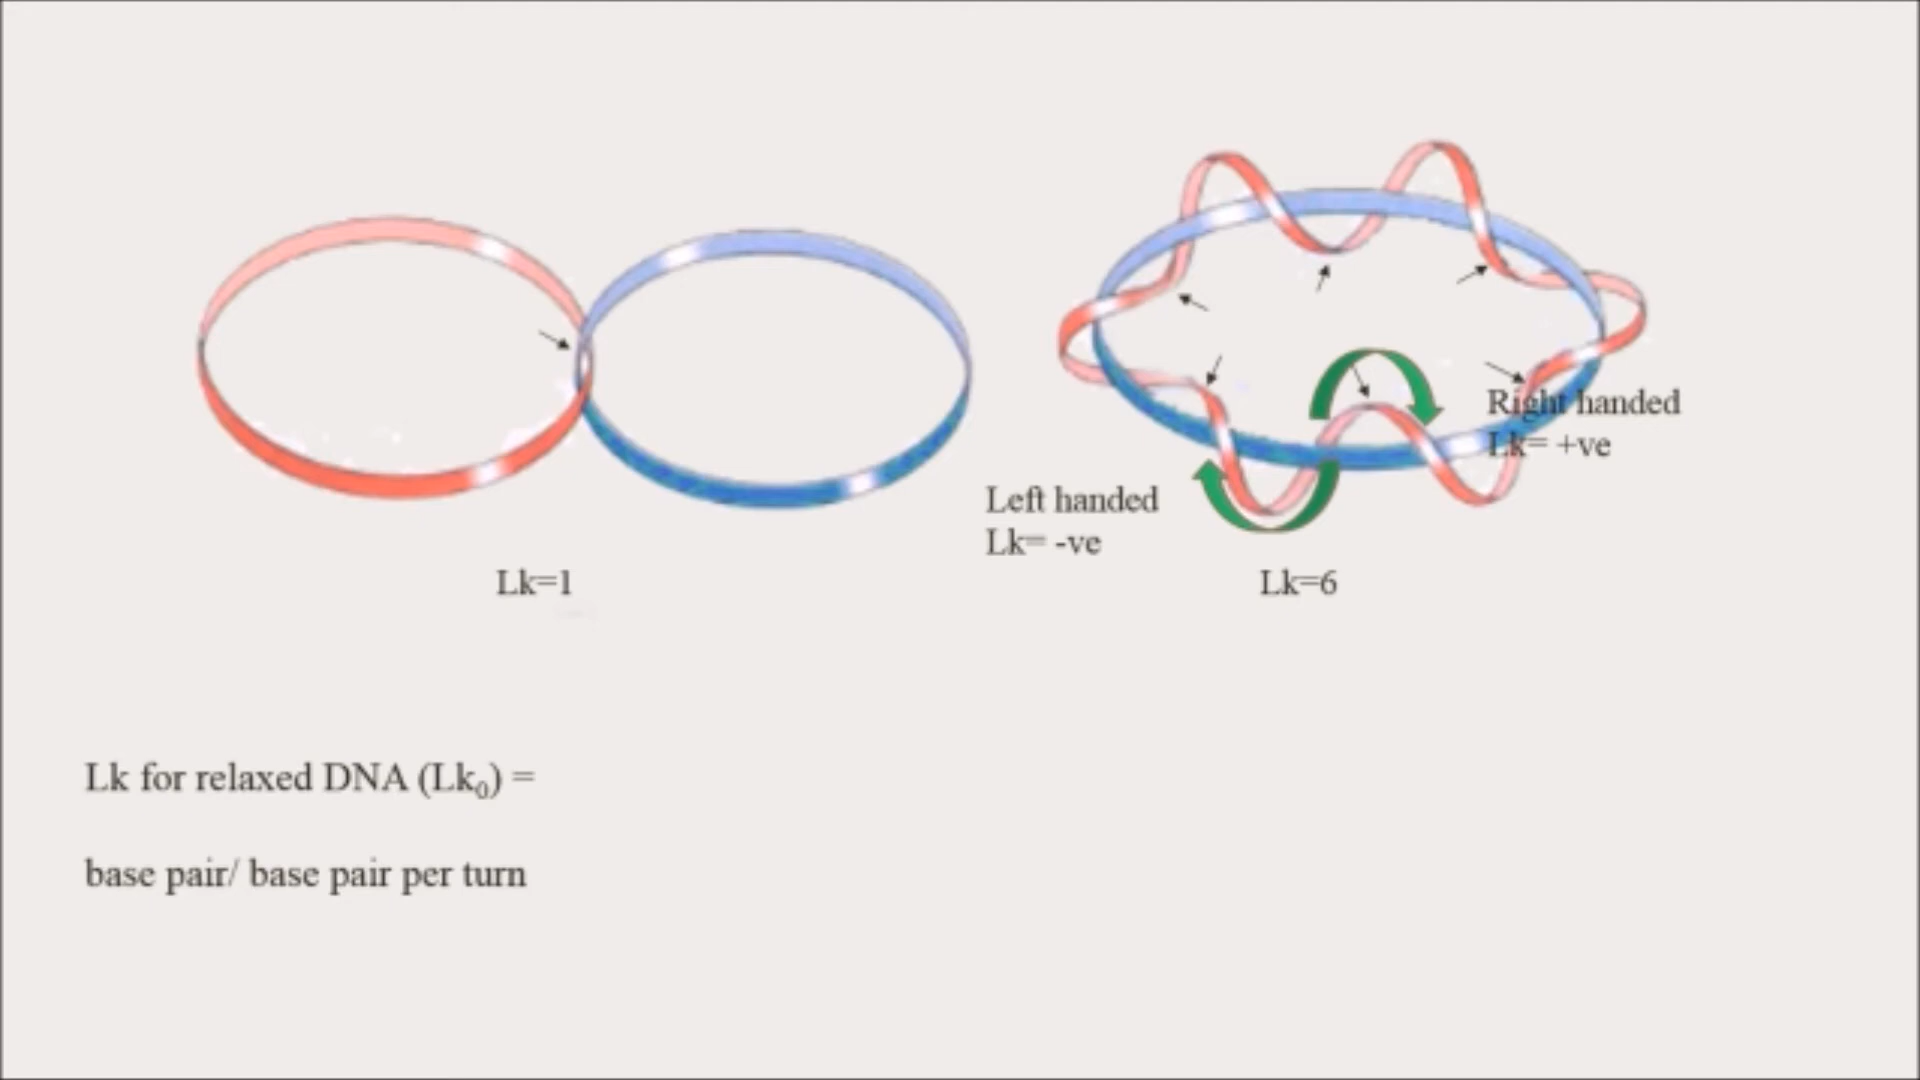 Right handed
Lk= +ve
Left handed
Lk= -ve
Lk=1
Lk=6
Lk for relaxed DNA (Lk₀) =
base pair/ base pair per turn